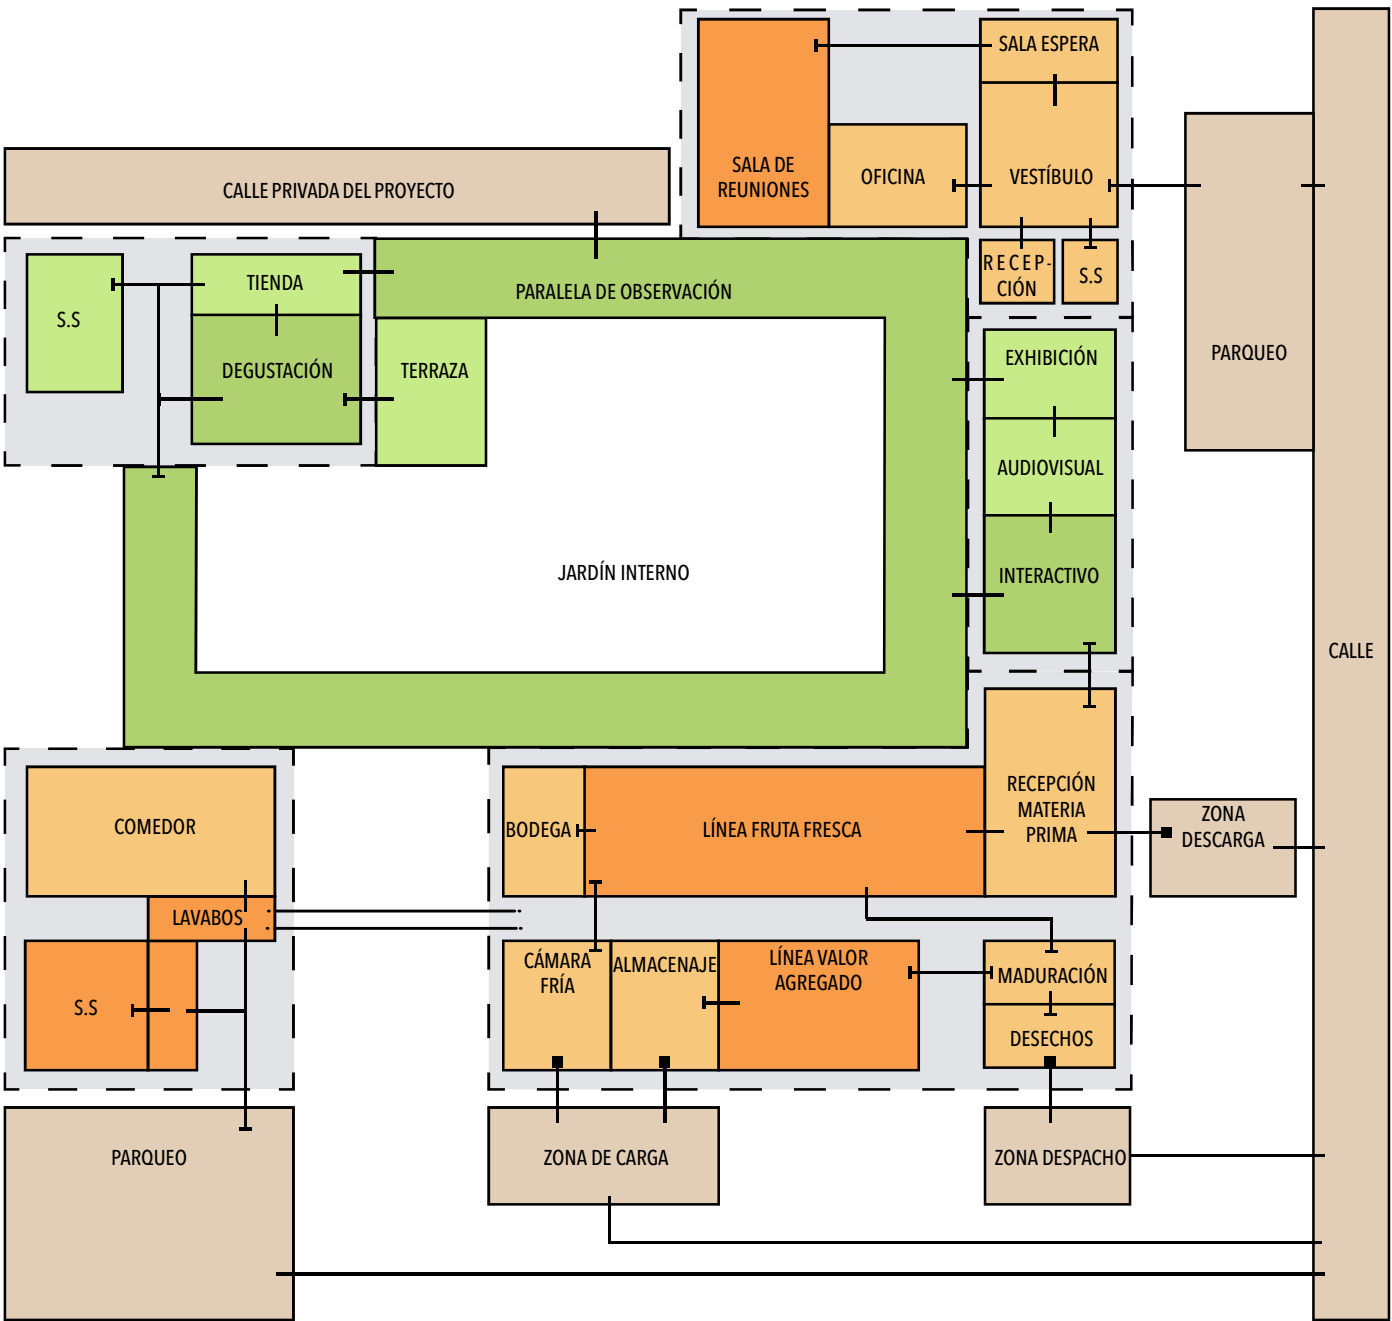 SALA ESPERA
SALA DE
REUNIONES
OFICINA
VESTÍBULO
CALLE PRIVADA DEL PROYECTO
RECEP-
CIÓN
S.S
TIENDA
PARALELA DE OBSERVACIÓN
S.S
DEGUSTACIÓN
TERRAZA
EXHIBICIÓN
PARQUEO
AUDIOVISUAL
JARDÍN INTERNO
INTERACTIVO
CALLE
COMEDOR
BODEGA
LÍNEA FRUTA FRESCA
RECEPCIÓN
MATERIA
PRIMA
ZONA
DESCARGA
LAVABOS
S.S
CÁMARA
FRÍA
ALMACENAJE
LÍNEA VALOR
AGREGADO
MADURACIÓN
DESECHOS
PARQUEO
ZONA DE CARGA
ZONA DESPACHO